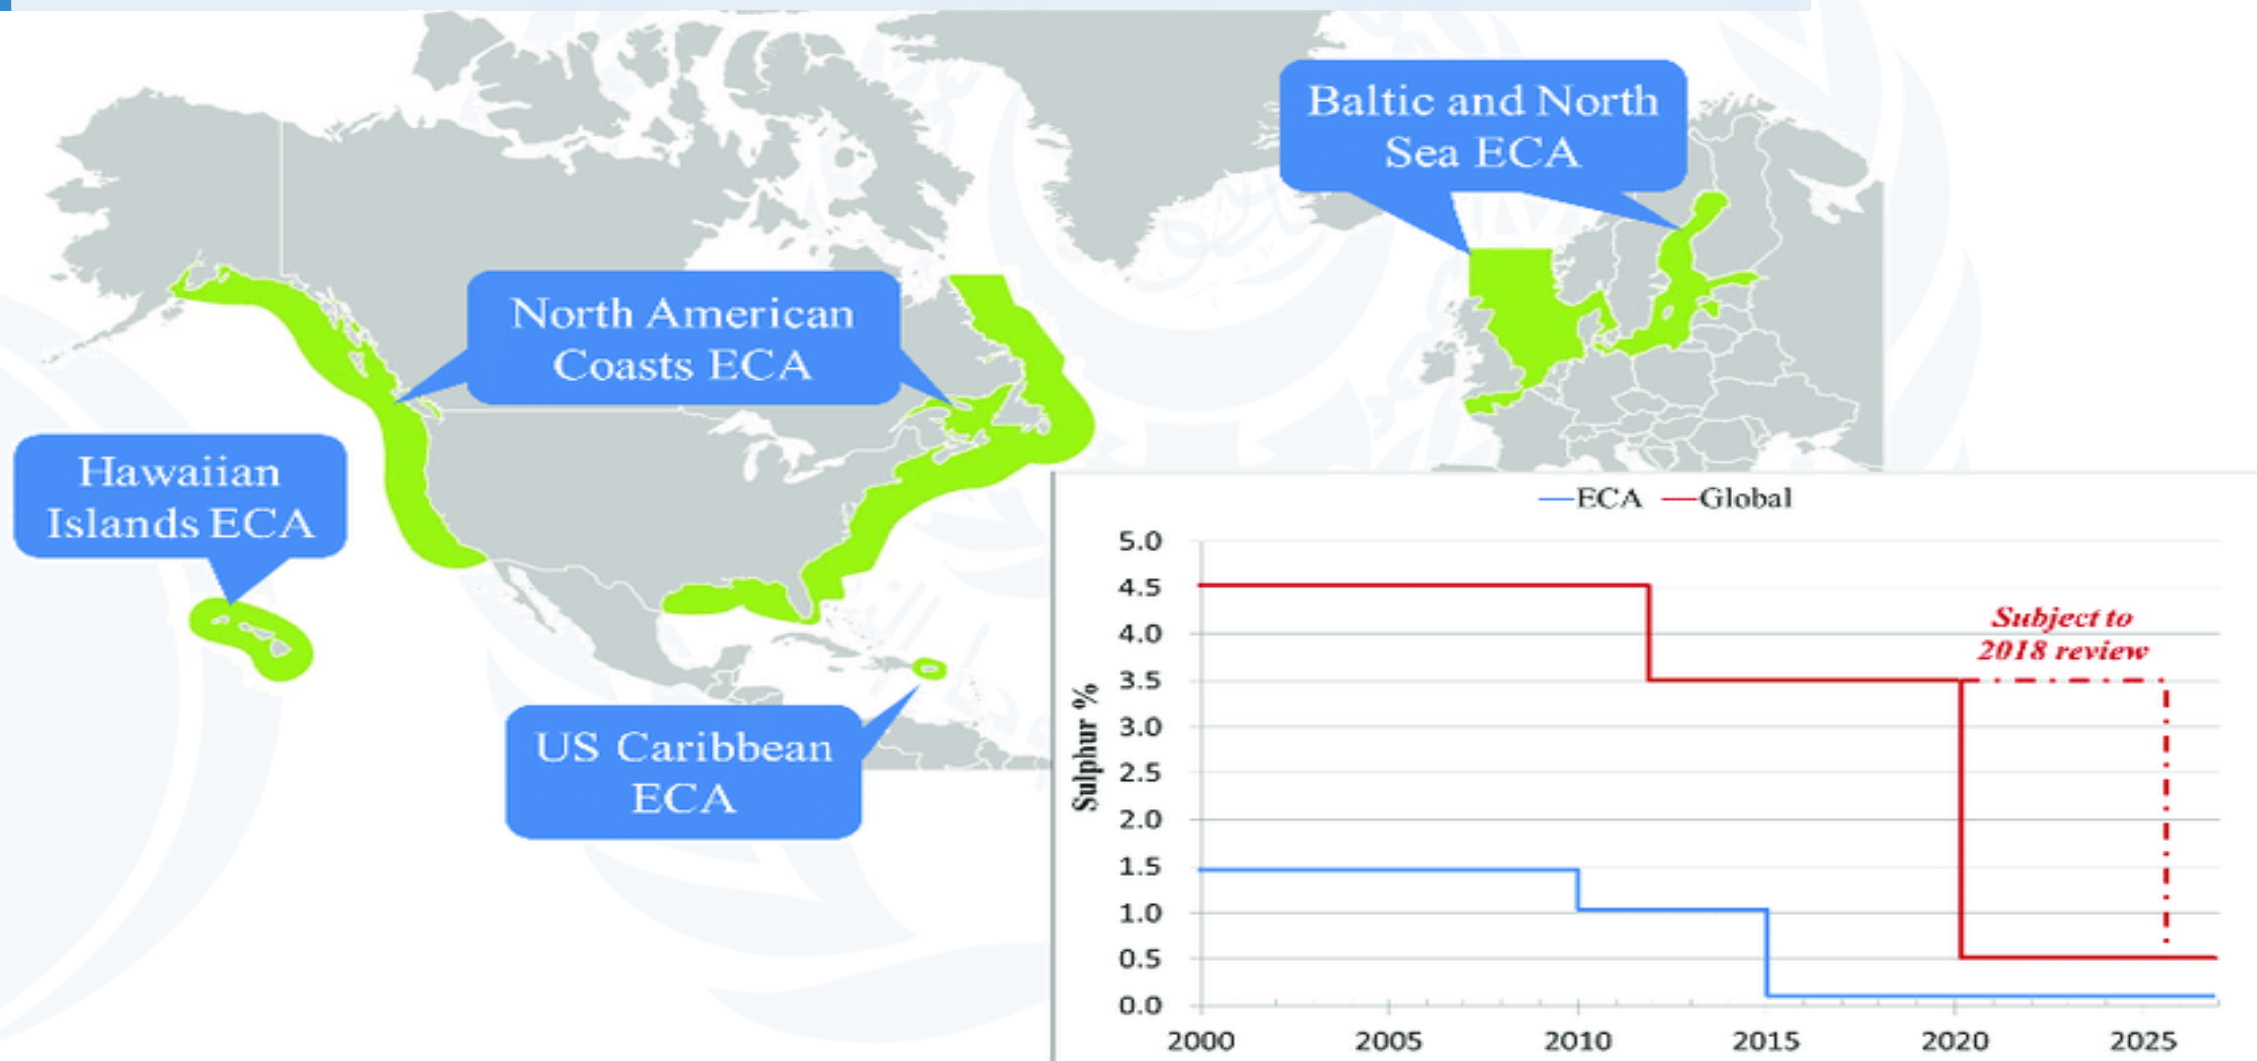 Baltic and North
Sea ECA
North American
Coasts ECA
Hawaiian
Islands ECA
US Caribbean
ECA
ECA
Global
5.0
4.5
4.0
3.5
3.0
2.5
2.0
1.5
1.0
0.5
0.0
Sulphur %
Subject to
2018 review
2000
2005
2010
2015
2020
2025